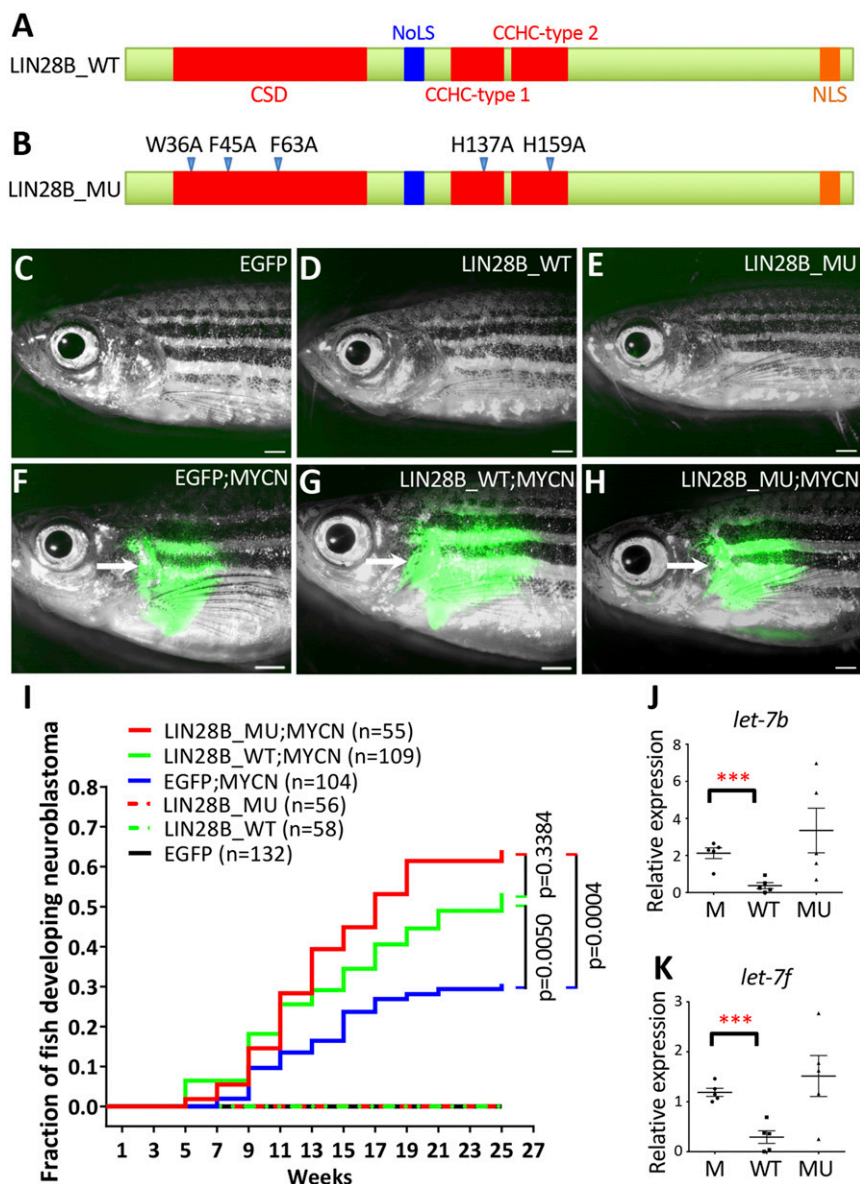 A
NoLS
CCHC-type 2
LIN28B_WT
CSD
CCHC-type 1
NLS
B
W36A F45A F63A H137A H159A
LIN28B_MU
C
EGFP
D
LIN28B_WT
E
LIN28B_MU
F
EGFP;MYCN
G
LIN28B_WT;MYCN
H
LIN28B_MU;MYCN
I
LIN28B_MU;MYCN (n=55)
LIN28B_WT;MYCN (n=109)
EGFP;MYCN (n=104)
LIN28B_MU (n=56)
LIN28B_WT (n=58)
EGFP (n=132)
Fraction of fish developing neuroblastoma
0.8
0.7
0.6
0.5
0.4
0.3
0.2
0.1
0.0
1 3 5 7 9 11 13 15 17 19 21 23 25 27
Weeks
p=0.3384
p=0.0050
p=0.0004
J
let-7b
Relative expression
8
6
4
2
0
***
M WT MU
K
let-7f
Relative expression
3
2
1
0
***
M WT MU